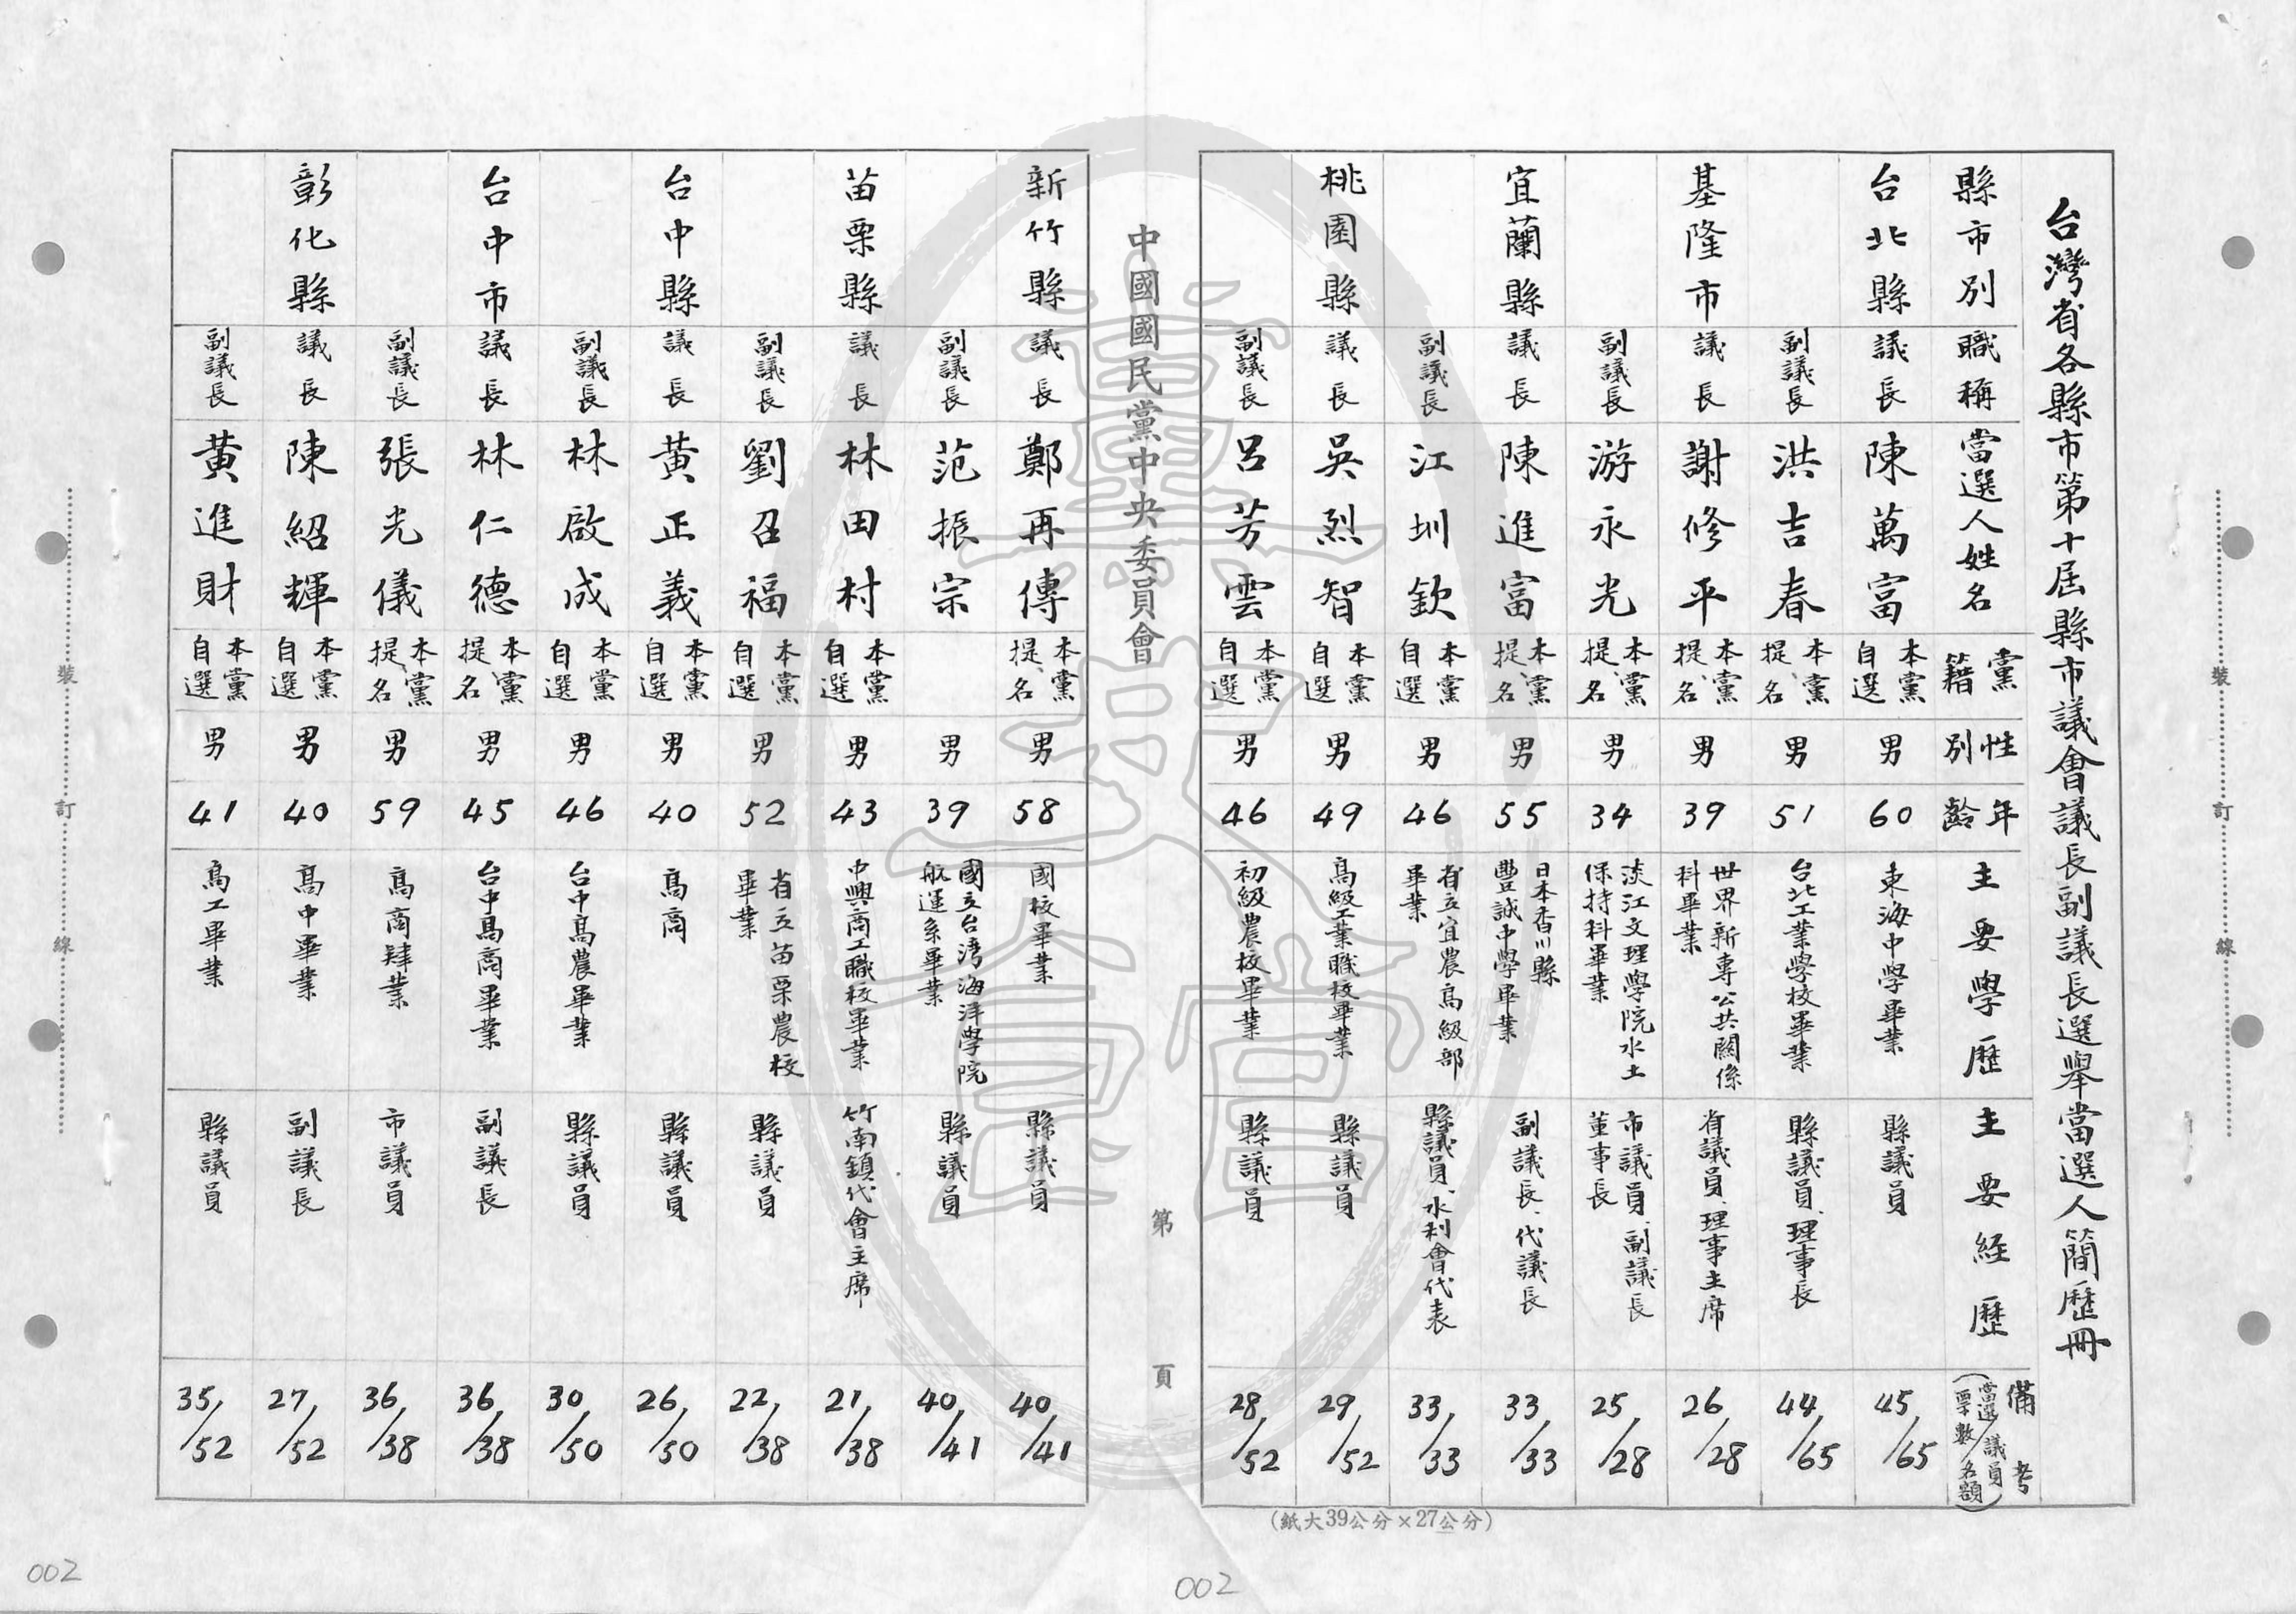 台灣省各縣市第十屆縣市議會議長副議長選舉當選人簡歷冊
縣市別 職稱 當選人姓名 黨籍 性別 年齡 主要學歷 主要經歷 備考（當選票數/議員名額）
台北縣 議長 陳萬富 本黨自選 男 60 東海中學畢業 縣議員 45/65
副議長 洪吉春 本黨提名 男 51 台北工業學校畢業 縣議員、理事長 44/65
基隆市 議長 謝修平 本黨提名 男 39 世界新專公共關係科畢業 省議員、理事主席 26/28
副議長 游永光 本黨提名 男 34 淡江文理學院水土保持科畢業 市議員、副議長董事長 25/28
宜蘭縣 議長 陳進富 本黨提名 男 55 日本香川縣豐誠中學畢業 副議長、代議長 33/33
副議長 江圳欽 本黨自選 男 46 省立宜農高級部畢業 縣議員、水利會代表 33/33
桃園縣 議長 吳烈智 本黨自選 男 49 高級工業職校畢業 縣議員 29/52
副議長 呂芳雲 本黨自選 男 46 初級農校畢業 縣議員 28/52
（紙大39公分×27公分）
中國國民黨中央委員會 第 頁
新竹縣 議長 鄭再傳 本黨提名 男 58 國校畢業 縣議員 40/41
副議長 范振宗 男 39 國立台湾海洋學院航運系畢業 縣議員 40/41
苗栗縣 議長 林田村 本黨自選 男 43 中興商工職校畢業 竹南鎮代會主席 21/38
副議長 劉召福 本黨自選 男 52 省立苗栗農校畢業 縣議員 22/38
台中縣 議長 黃正義 本黨自選 男 40 高商 縣議員 26/50
副議長 林啟成 本黨自選 男 46 台中高農畢業 縣議員 30/50
台中市 議長 林仁德 本黨提名 男 45 台中高商畢業 副議長 36/38
副議長 張光儀 本黨提名 男 59 高商肄業 市議員 36/38
彰化縣 議長 陳紹輝 本黨自選 男 40 高中畢業 副議長 27/52
副議長 黃進財 本黨自選 男 41 高工畢業 縣議員 35/52
裝 訂 線
裝 訂 線
002
002